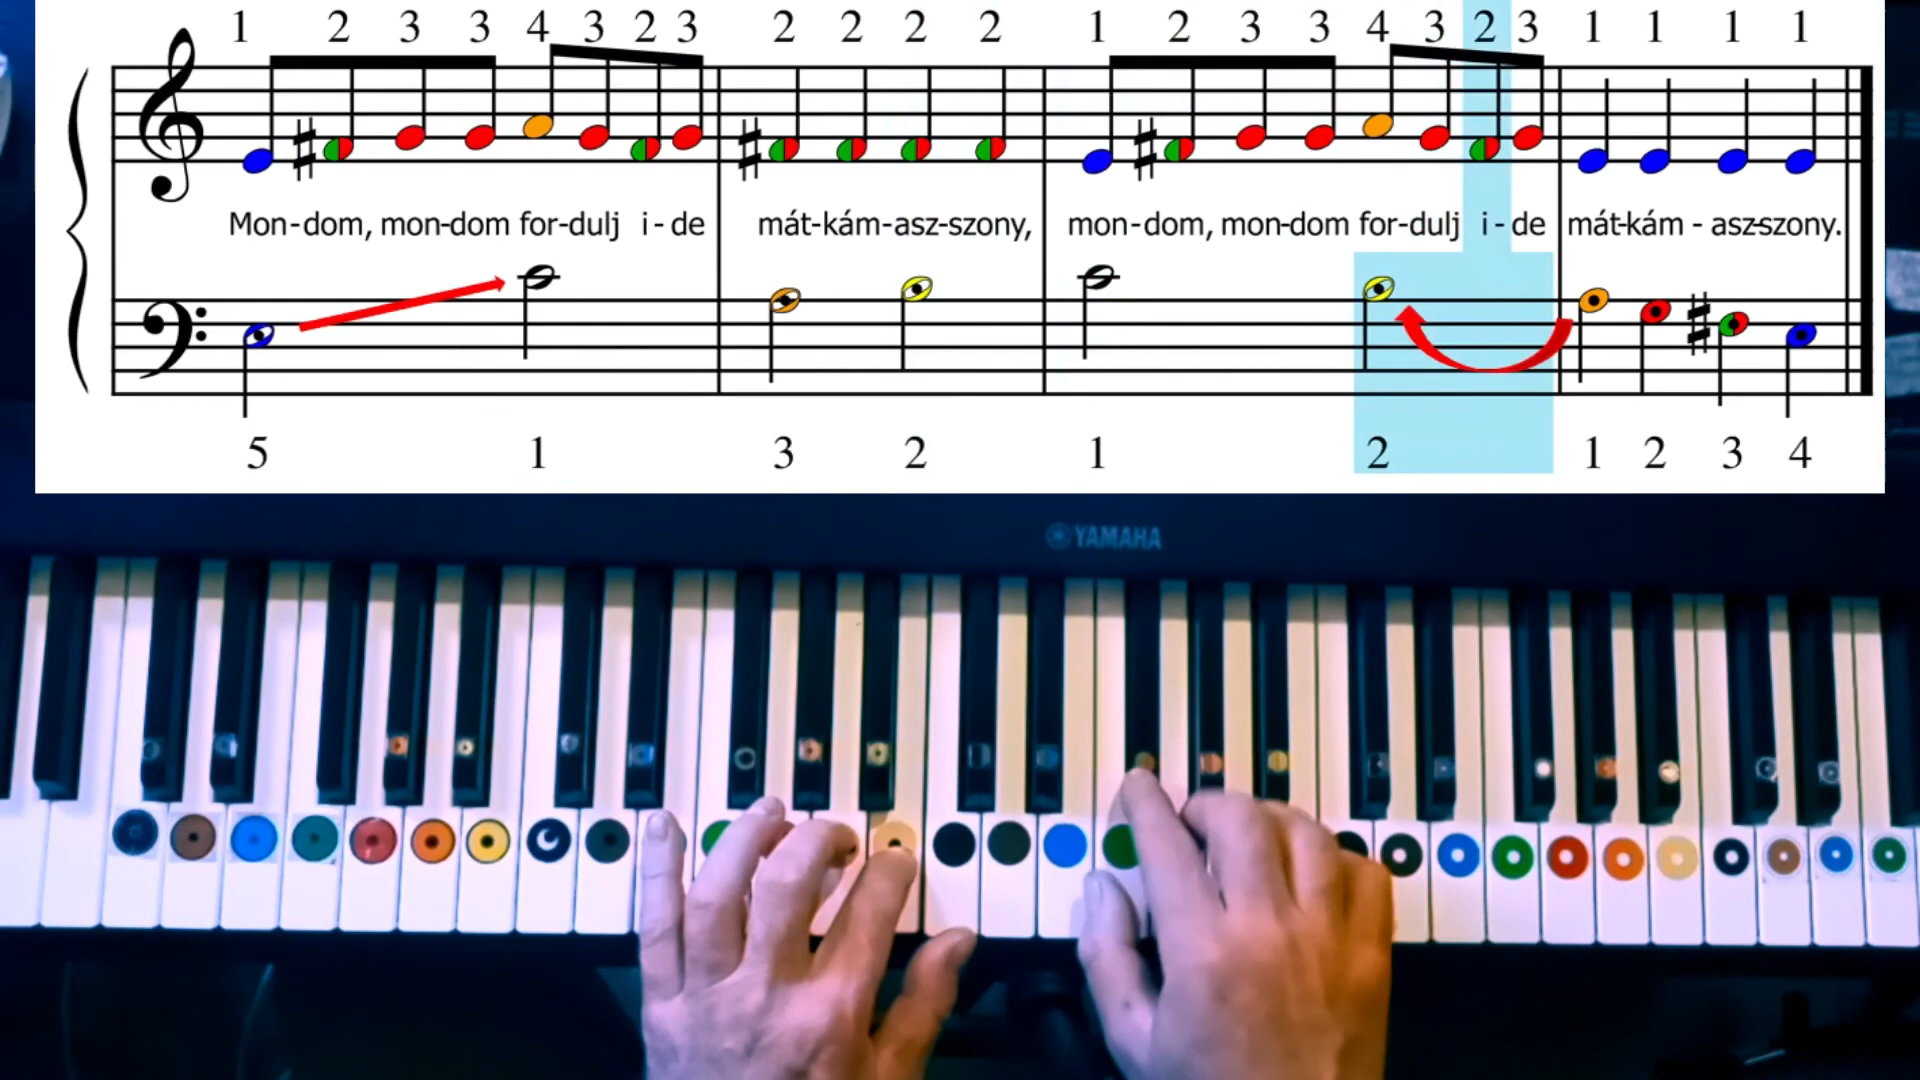 1 2 3 3 4 3 2 3 2 2 2 2 1 2 3 3 4 3 2 3 1 1 1 1
Mon-dom, mon-dom for-dulj i-de mát-kám-asz-szony, mon-dom, mon-dom for-dulj i-de mát-kám-asz-szony.
5 1 3 2 1 2 1 2 3 4
YAMAHA